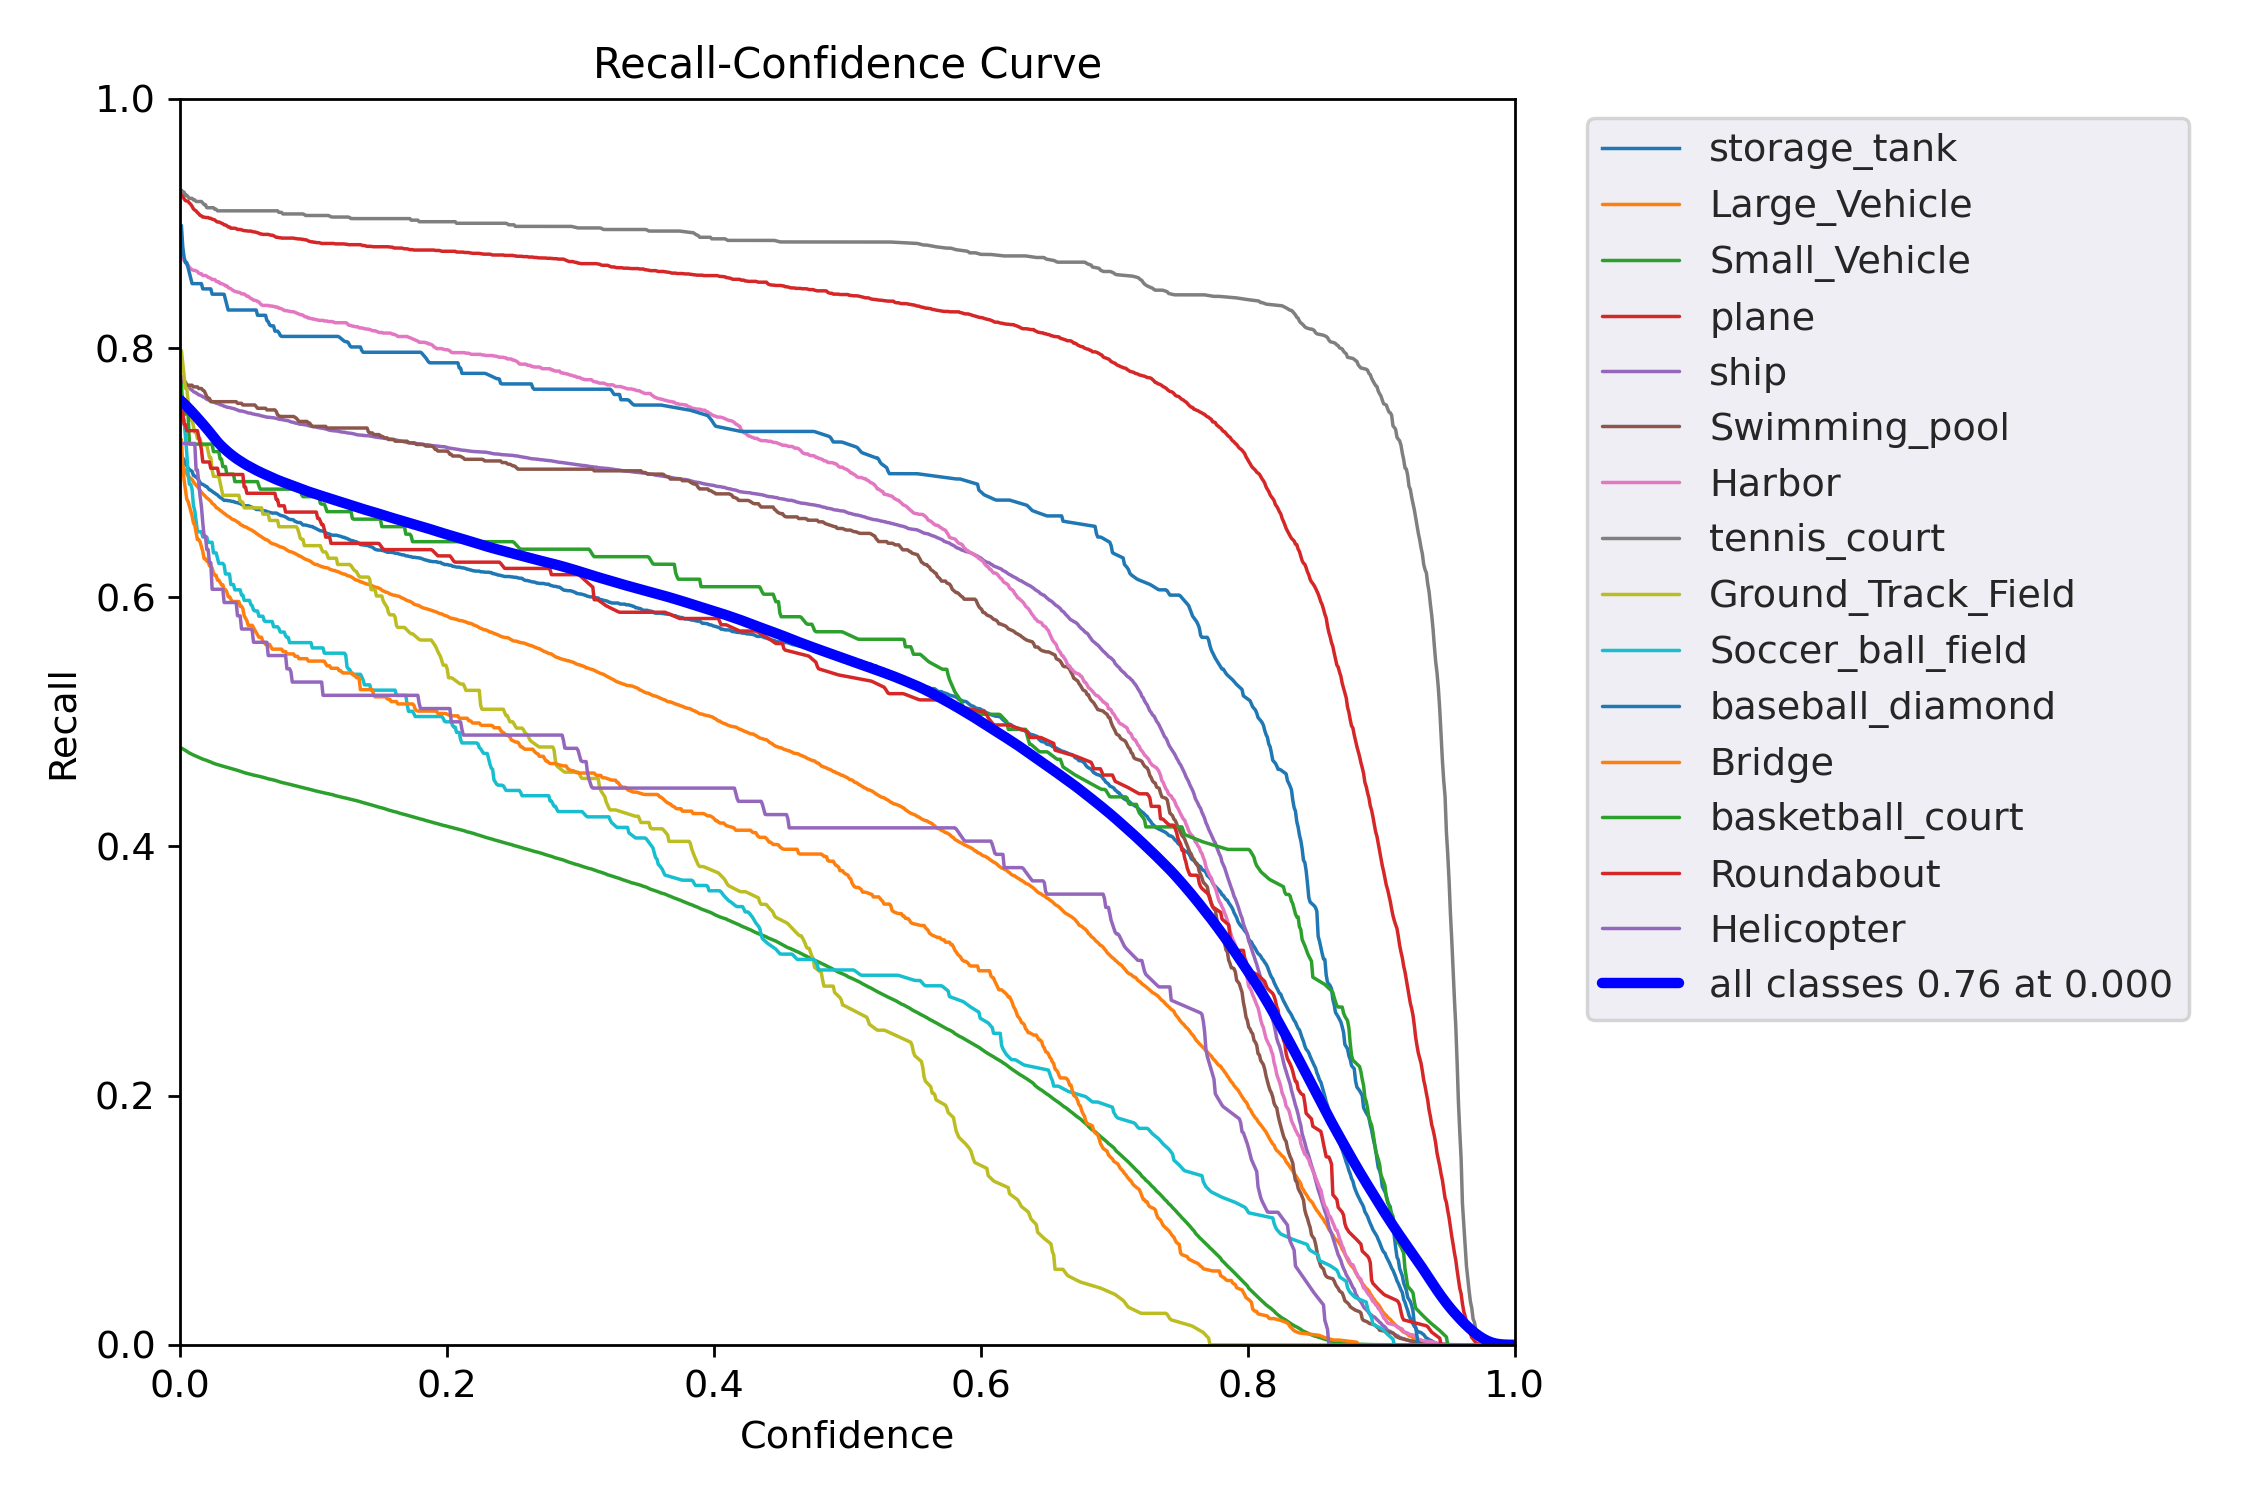 Recall-Confidence Curve
1.0
0.8
0.6
0.4
0.2
0.0
Recall
0.0 0.2 0.4 0.6 0.8 1.0
Confidence
storage_tank
Large_Vehicle
Small_Vehicle
plane
ship
Swimming_pool
Harbor
tennis_court
Ground_Track_Field
Soccer_ball_field
baseball_diamond
Bridge
basketball_court
Roundabout
Helicopter
all classes 0.76 at 0.000